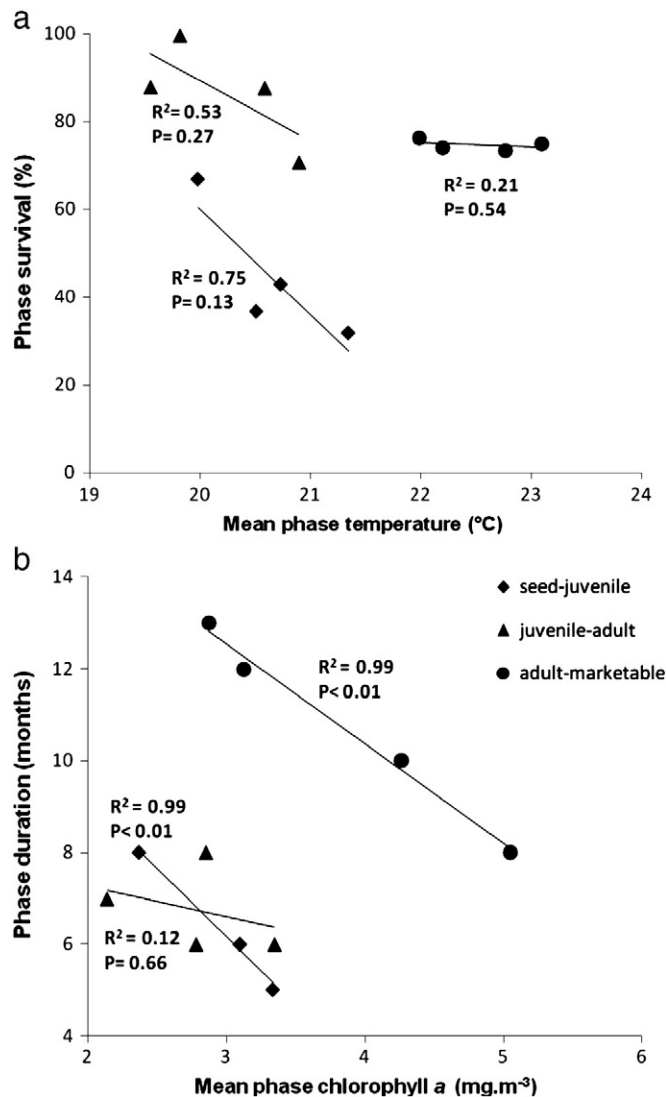 a
100
80
60
40
20
0
Phase survival (%)
R² = 0.53
P= 0.27
R² = 0.75
P= 0.13
R² = 0.21
P= 0.54
19 20 21 22 23 24
Mean phase temperature (°C)
b
14
12
10
8
6
4
Phase duration (months)
seed-juvenile
juvenile-adult
adult-marketable
R² = 0.99
P< 0.01
R² = 0.99
P< 0.01
R² = 0.12
P= 0.66
2 3 4 5 6
Mean phase chlorophyll a (mg.m⁻³)